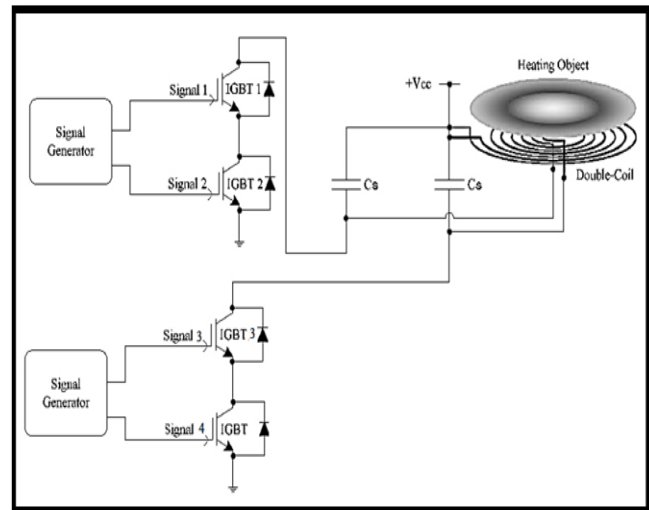 Heating Object
+Vcc
Signal 1
IGBT 1
Signal
Generator
Signal 2
IGBT 2
Cs
Cs
Double-Coil
Signal 3
IGBT 3
Signal
Generator
Signal 4
IGBT